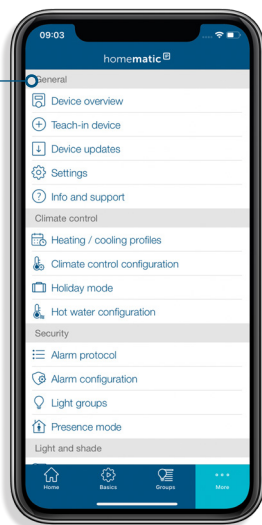 09:03
homematic IP
General
Device overview
Teach-in device
Device updates
Settings
Info and support
Climate control
Heating / cooling profiles
Climate control configuration
Holiday mode
Hot water configuration
Security
Alarm protocol
Alarm configuration
Light groups
Presence mode
Light and shade
Home Basics Groups More